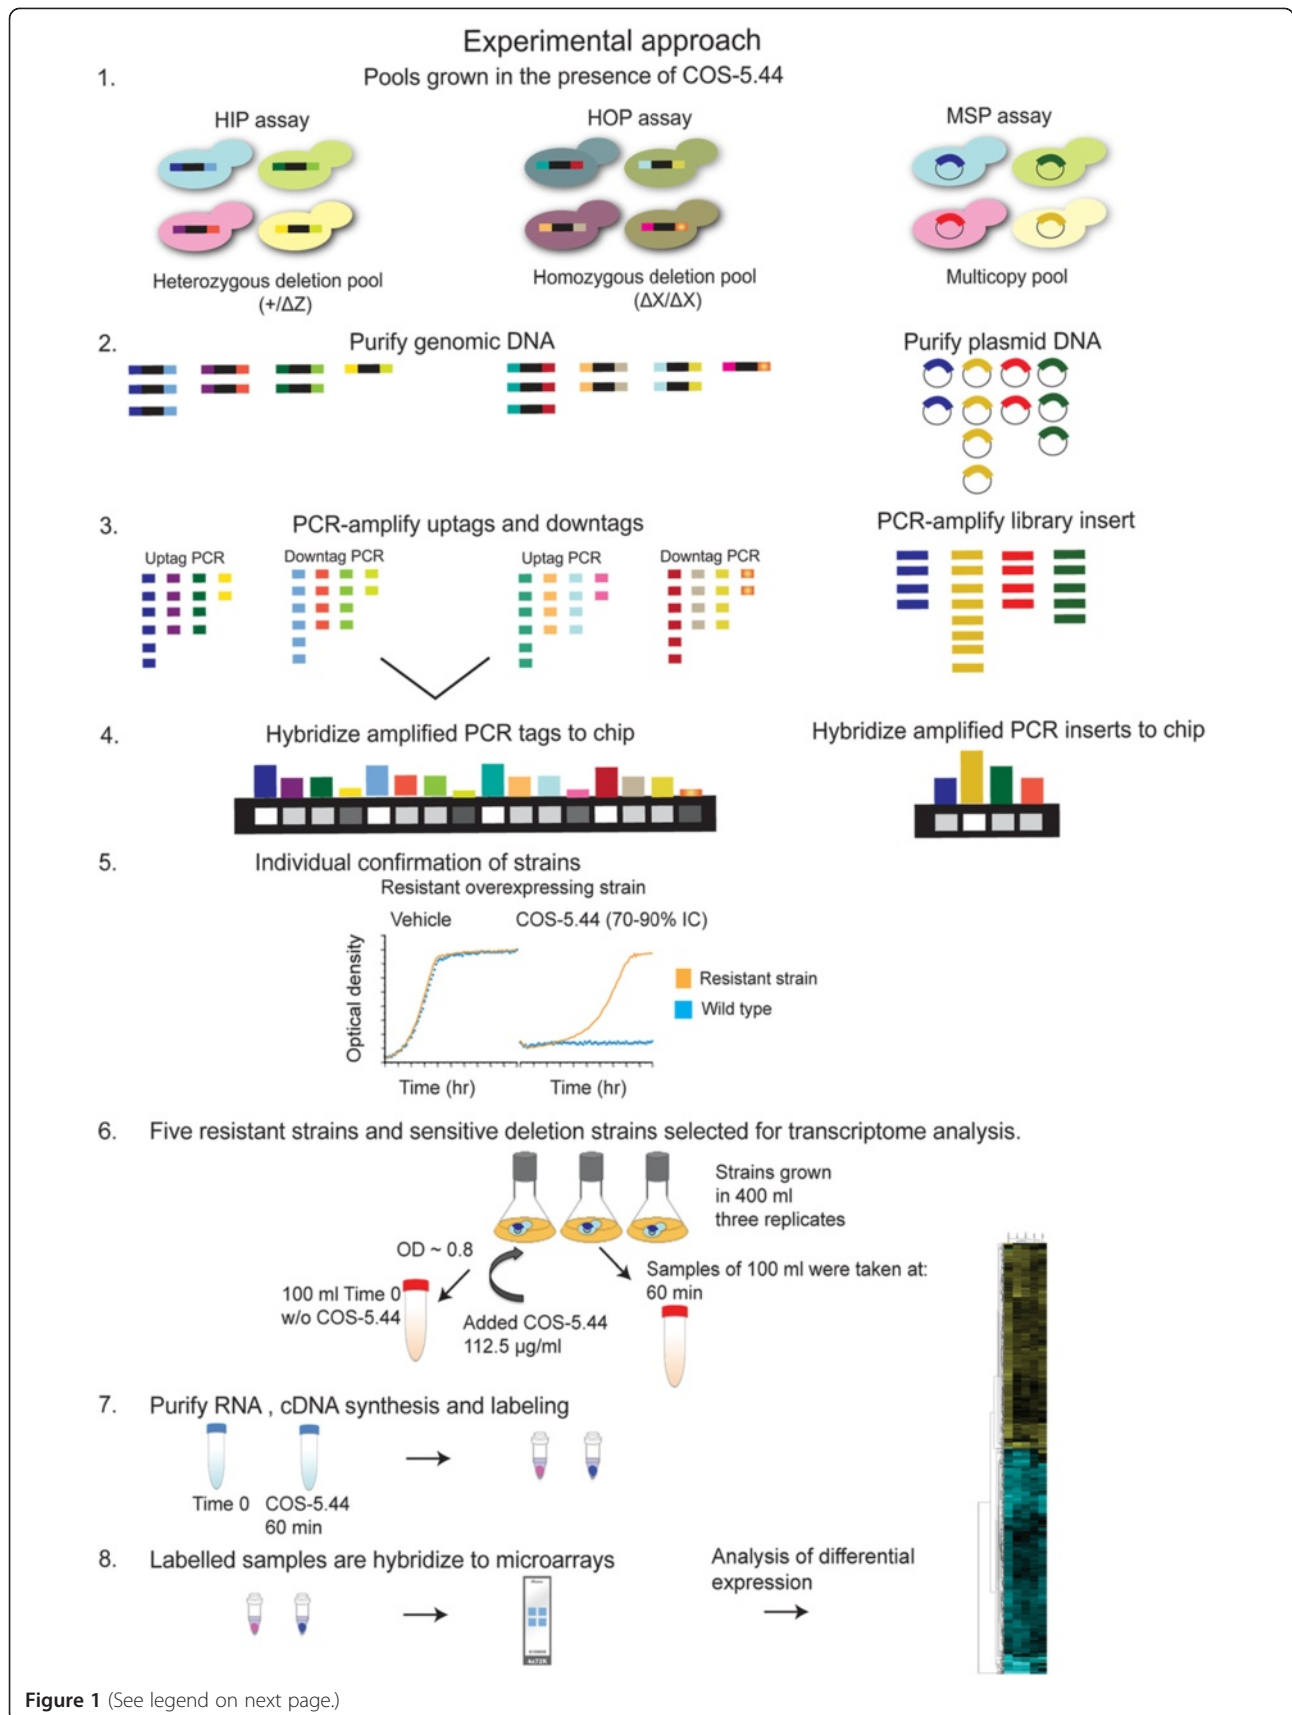 Experimental approach
1.
Pools grown in the presence of COS-5.44
HIP assay
HOP assay
MSP assay
Heterozygous deletion pool
(+/ΔZ)
Homozygous deletion pool
(ΔX/ΔX)
Multicopy pool
2.
Purify genomic DNA
Purify plasmid DNA
3.
PCR-amplify uptags and downtags
PCR-amplify library insert
Uptag PCR
Downtag PCR
Uptag PCR
Downtag PCR
4.
Hybridize amplified PCR tags to chip
Hybridize amplified PCR inserts to chip
5.
Individual confirmation of strains
Resistant overexpressing strain
Vehicle
COS-5.44 (70-90% IC)
Optical density
Resistant strain
Wild type
Time (hr)
Time (hr)
6.
Five resistant strains and sensitive deletion strains selected for transcriptome analysis.
Strains grown
in 400 ml
three replicates
OD ~ 0.8
100 ml Time 0
w/o COS-5.44
Added COS-5.44
112.5 µg/ml
Samples of 100 ml were taken at:
60 min
7.
Purify RNA , cDNA synthesis and labeling
Time 0
COS-5.44
60 min
8.
Labelled samples are hybridize to microarrays
4x72K
Analysis of differential
expression
Figure 1 (See legend on next page.)